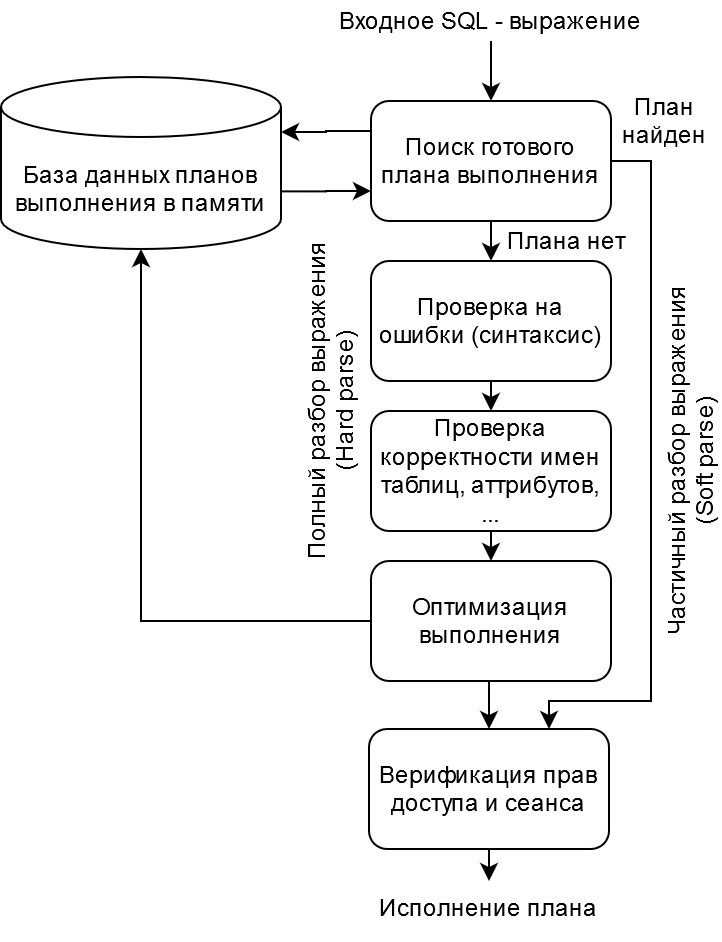 Входное SQL - выражение
План
найден
Поиск готового
плана выполнения
База данных планов
выполнения в памяти
Плана нет
Проверка на
ошибки (синтаксис)
Полный разбор выражения
(Hard parse)
Частичный разбор выражения
(Soft parse)
Проверка
корректности имен
таблиц, аттрибутов,
...
Оптимизация
выполнения
Верификация прав
доступа и сеанса
Исполнение плана